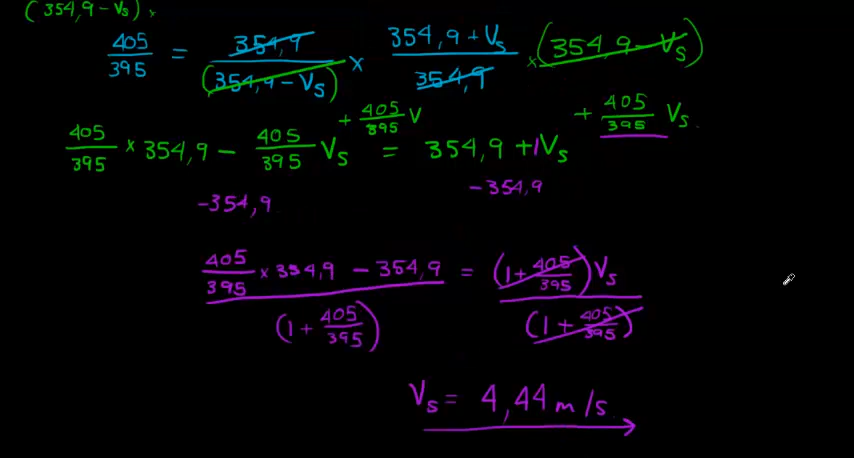 (354,9 - Vs) ×
405/395 = 354,9/(354,9 - Vs) × 354,9 + Vs/354,9 × (354,9 - Vs)
+ 405/395 V + 405/395 Vs
405/395 × 354,9 - 405/395 Vs = 354,9 + 1Vs
-354,9 -354,9
405/395 × 354,9 - 354,9 = (1 + 405/395) Vs
(1 + 405/395) (1 + 405/395)
Vs = 4,44 m/s